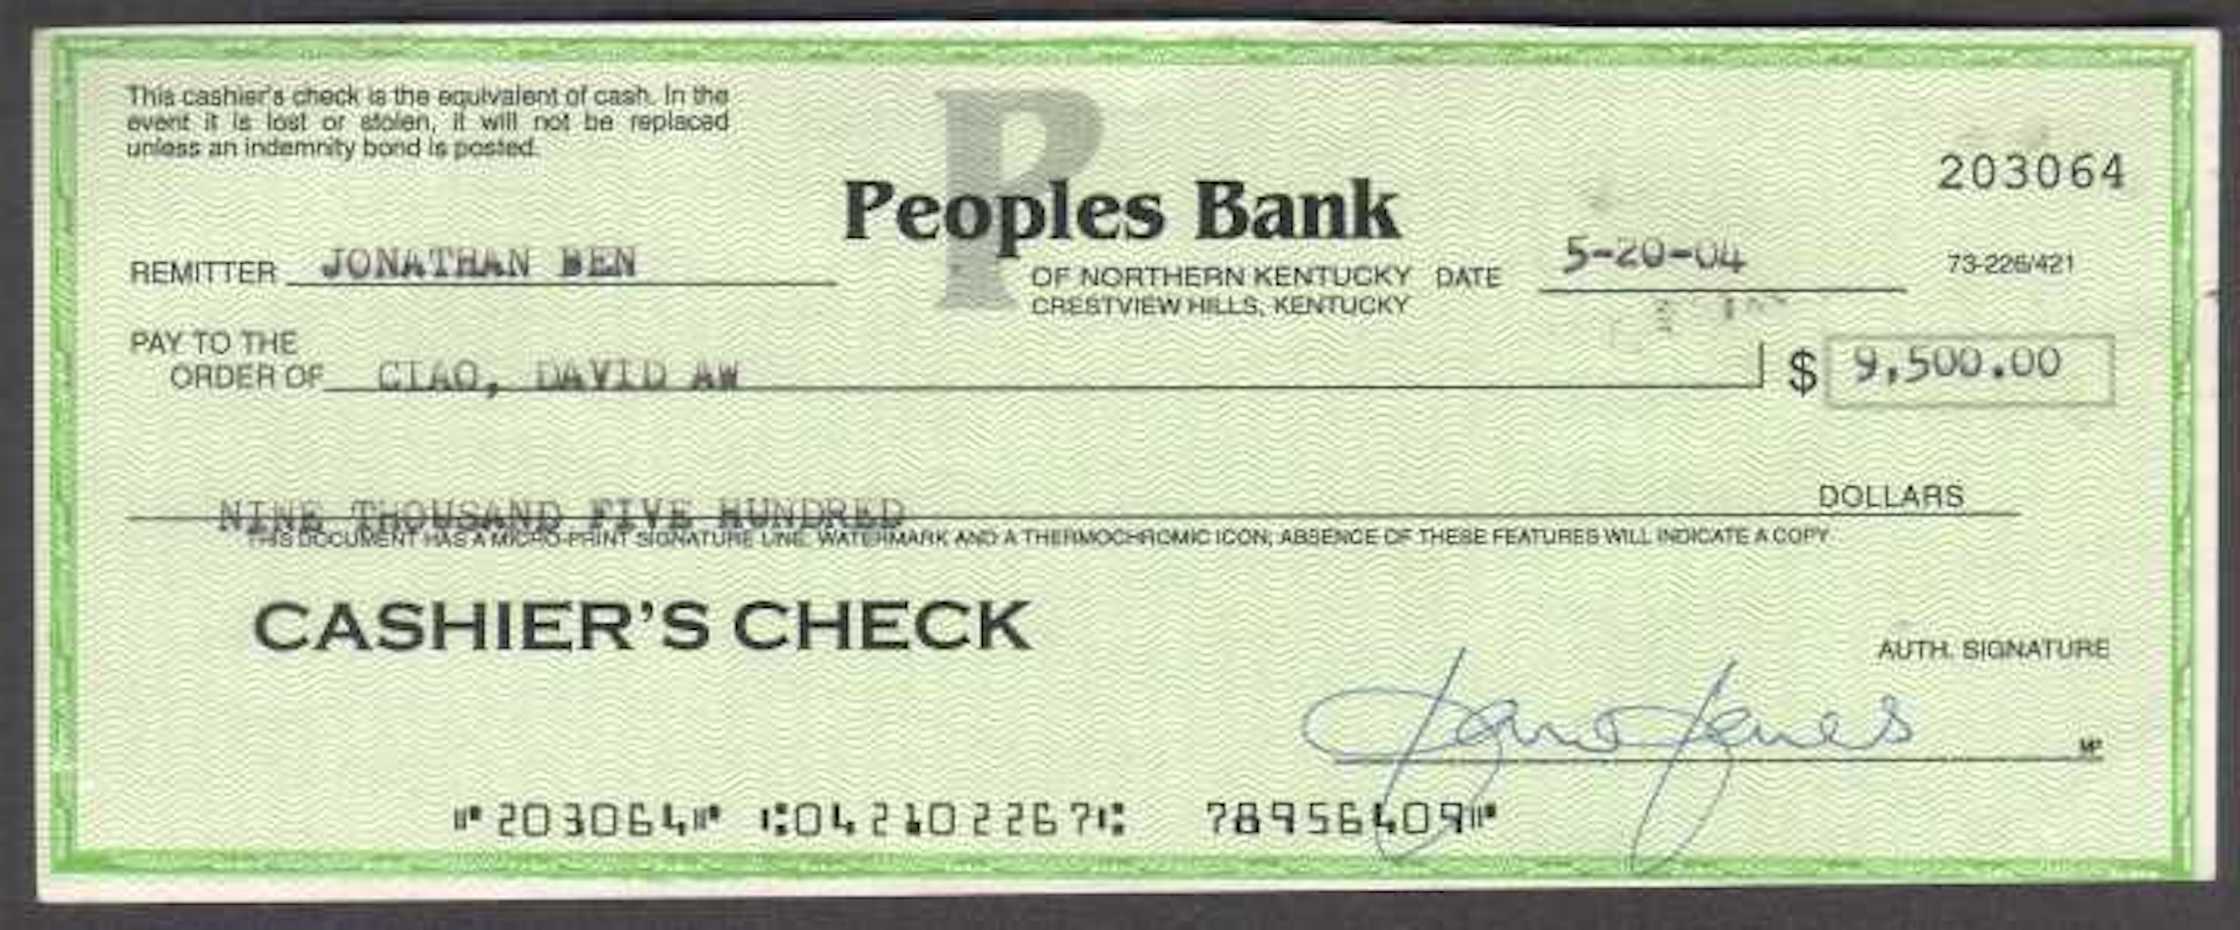 This cashier's check is the equivalent of cash. In the
event it is lost or stolen, it will not be replaced
unless an indemnity bond is posted.
P
Peoples Bank
OF NORTHERN KENTUCKY
CRESTVIEW HILLS, KENTUCKY
203064
REMITTER JONATHAN BEN
DATE 5-20-04
73-226/421
PAY TO THE
ORDER OF CIAO, DAVID AW
$ 9,500.00
NINE THOUSAND FIVE HUNDRED DOLLARS
THIS DOCUMENT HAS A MICRO-PRINT SIGNATURE LINE, WATERMARK AND A THERMOCHROMIC ICON; ABSENCE OF THESE FEATURES WILL INDICATE A COPY
CASHIER'S CHECK
AUTH. SIGNATURE
Jones
MP
⑈203064⑈ ⑆042102267⑆ 78956409⑈